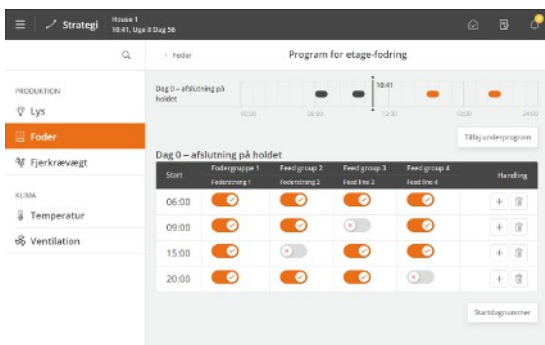 Strategi
House 1
10:41, Uge 8 Dag 56
‹ Foder
Program for etage-fodring
PRODUKTION
Lys
Foder
Fjerkrævægt
KLIMA
Temperatur
Ventilation
Dag 0 – afslutning på
holdet
10:41
02:00 06:00 12:00 18:00 24:00
Tilføj underprogram
Dag 0 – afslutning på holdet
Start Fodergruppe 1 Feed group 2 Feed group 3 Feed group 4 Handling
Foderstreng 1 Foderstreng 2 Feed line 3 Feed line 4
06:00
09:00
15:00
20:00
Startdagnummer